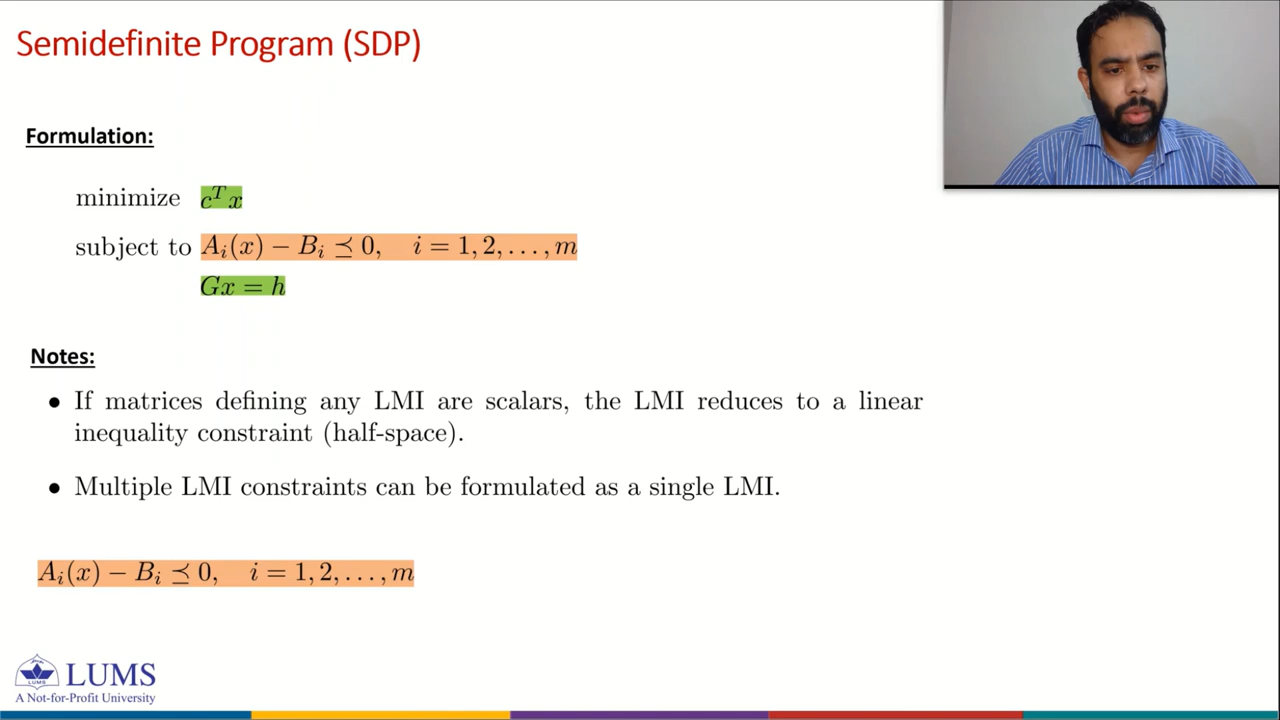 Semidefinite Program (SDP)
Formulation:
minimize c^T x
subject to A_i(x) − B_i ⪯ 0, i = 1, 2, . . . , m
Gx = h
Notes:
• If matrices defining any LMI are scalars, the LMI reduces to a linear
inequality constraint (half-space).
• Multiple LMI constraints can be formulated as a single LMI.
A_i(x) − B_i ⪯ 0, i = 1, 2, . . . , m
LUMS
LUMS
A Not-for-Profit University